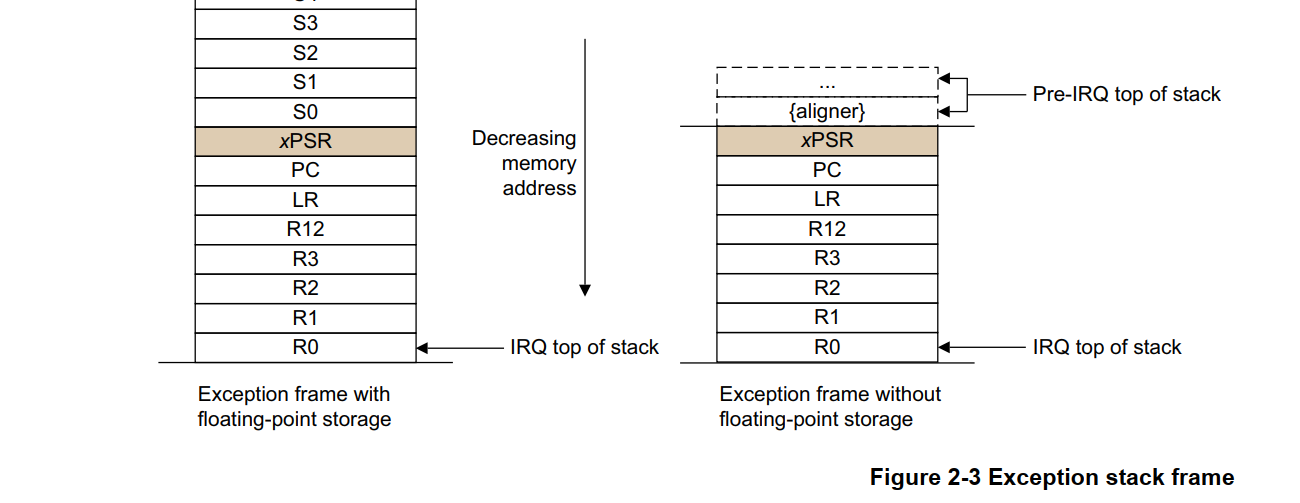 S3
S2
S1
S0
xPSR
PC
LR
R12
R3
R2
R1
R0
Decreasing
memory
address
IRQ top of stack
Exception frame with
floating-point storage
...
{aligner}
Pre-IRQ top of stack
xPSR
PC
LR
R12
R3
R2
R1
R0
IRQ top of stack
Exception frame without
floating-point storage
Figure 2-3 Exception stack frame